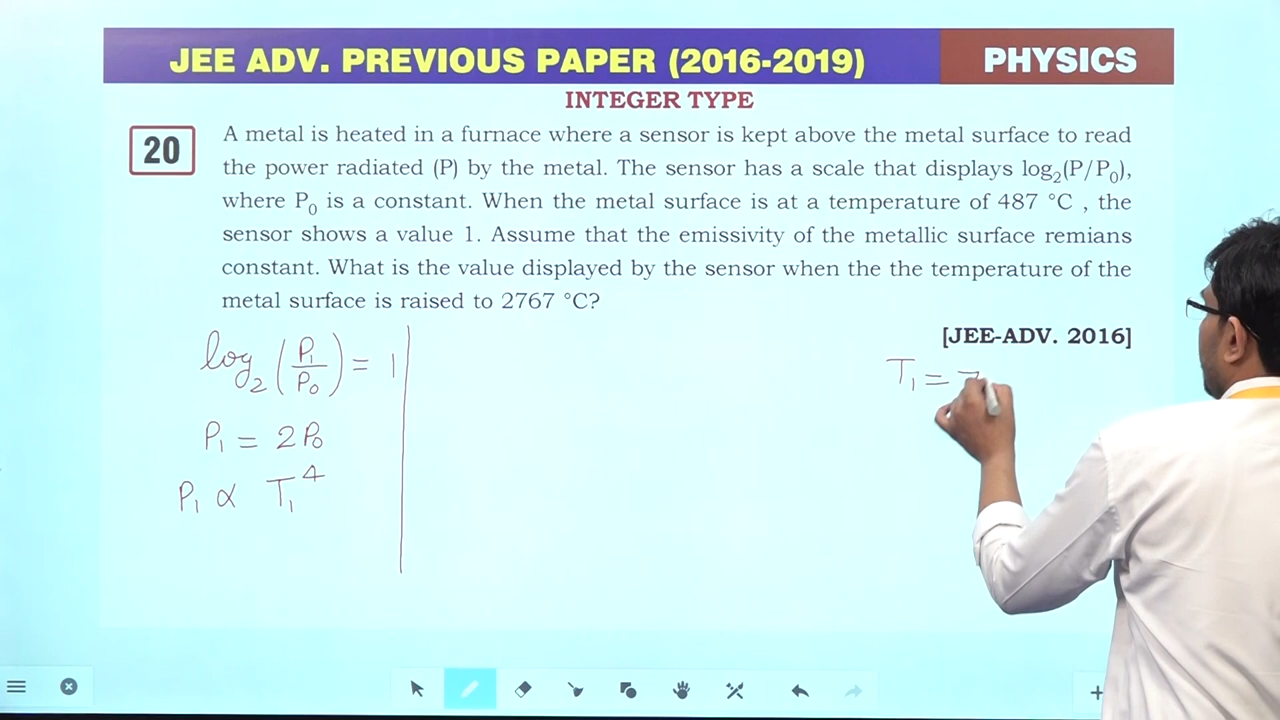 JEE ADV. PREVIOUS PAPER (2016-2019) PHYSICS
INTEGER TYPE
20
A metal is heated in a furnace where a sensor is kept above the metal surface to read
the power radiated (P) by the metal. The sensor has a scale that displays log₂(P/P₀),
where P₀ is a constant. When the metal surface is at a temperature of 487 °C , the
sensor shows a value 1. Assume that the emissivity of the metallic surface remians
constant. What is the value displayed by the sensor when the the temperature of the
metal surface is raised to 2767 °C?
[JEE-ADV. 2016]
log₂(P₁/P₀) = 1
P₁ = 2P₀
P₁ ∝ T₁⁴
T₁ = 7